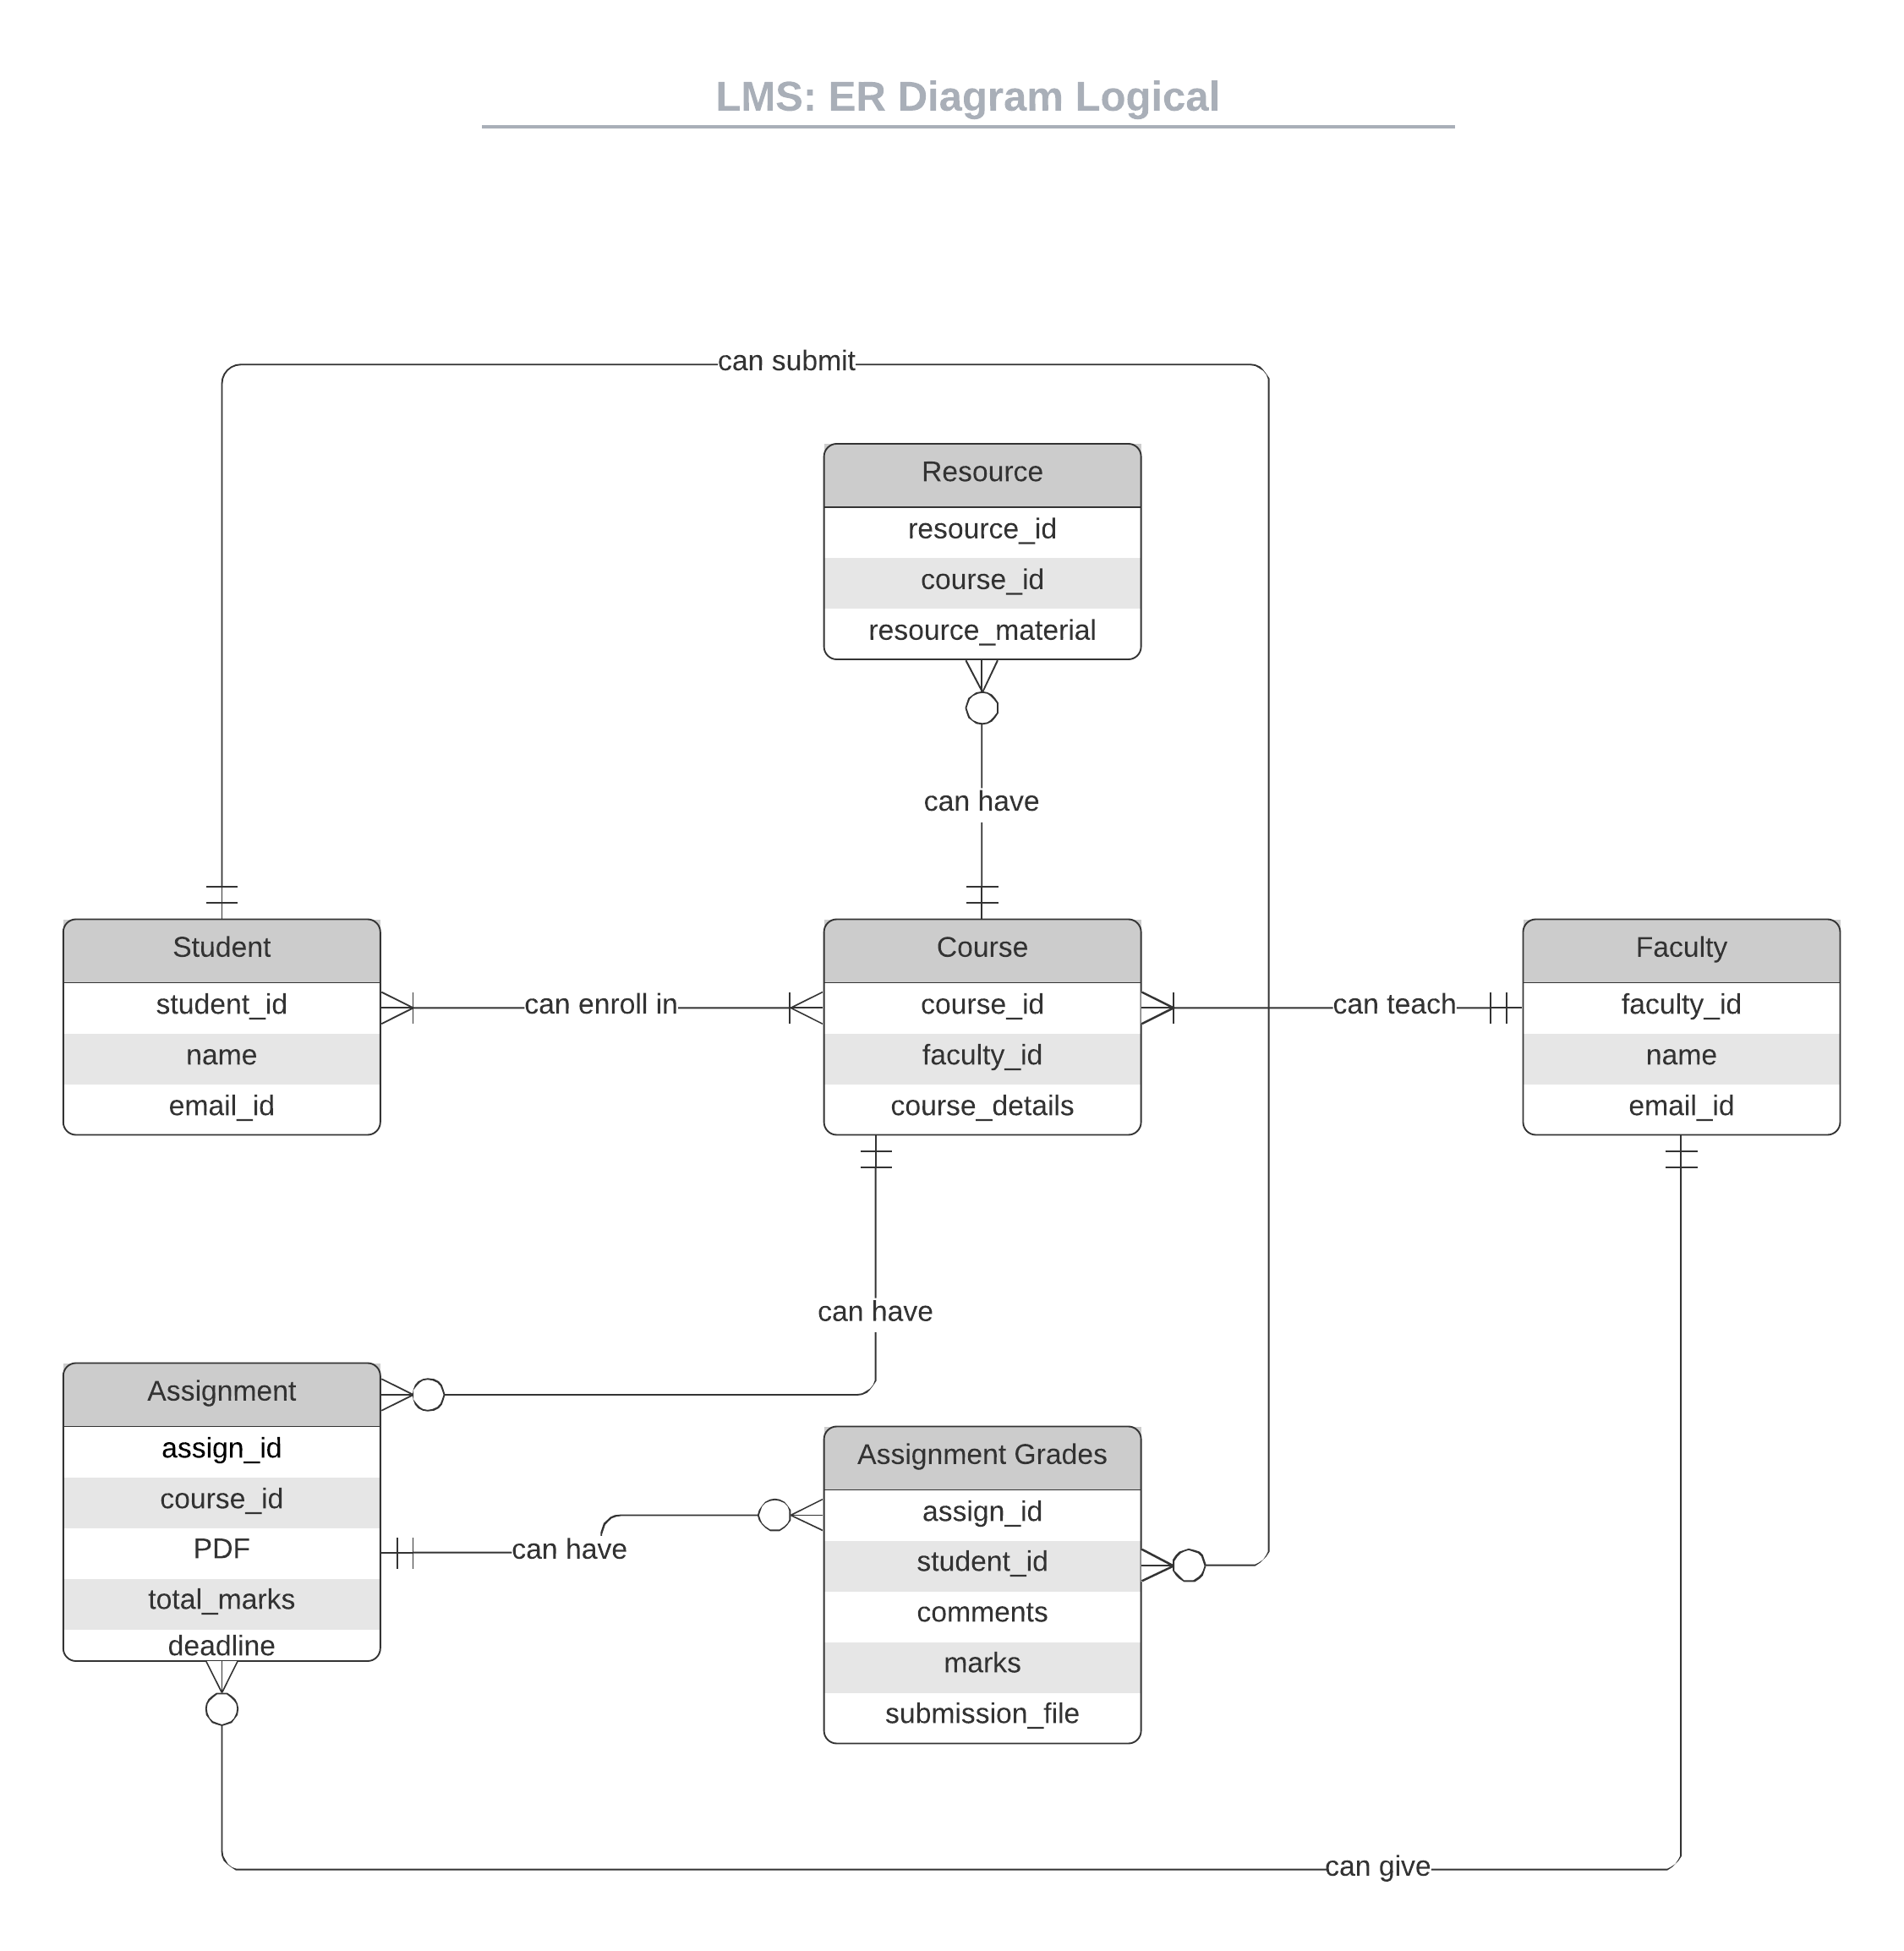 LMS: ER Diagram Logical
can submit
Resource
resource_id
course_id
resource_material
can have
Student
student_id
name
email_id
can enroll in
Course
course_id
faculty_id
course_details
can teach
Faculty
faculty_id
name
email_id
can have
Assignment
assign_id
course_id
PDF
total_marks
deadline
can have
Assignment Grades
assign_id
student_id
comments
marks
submission_file
can give